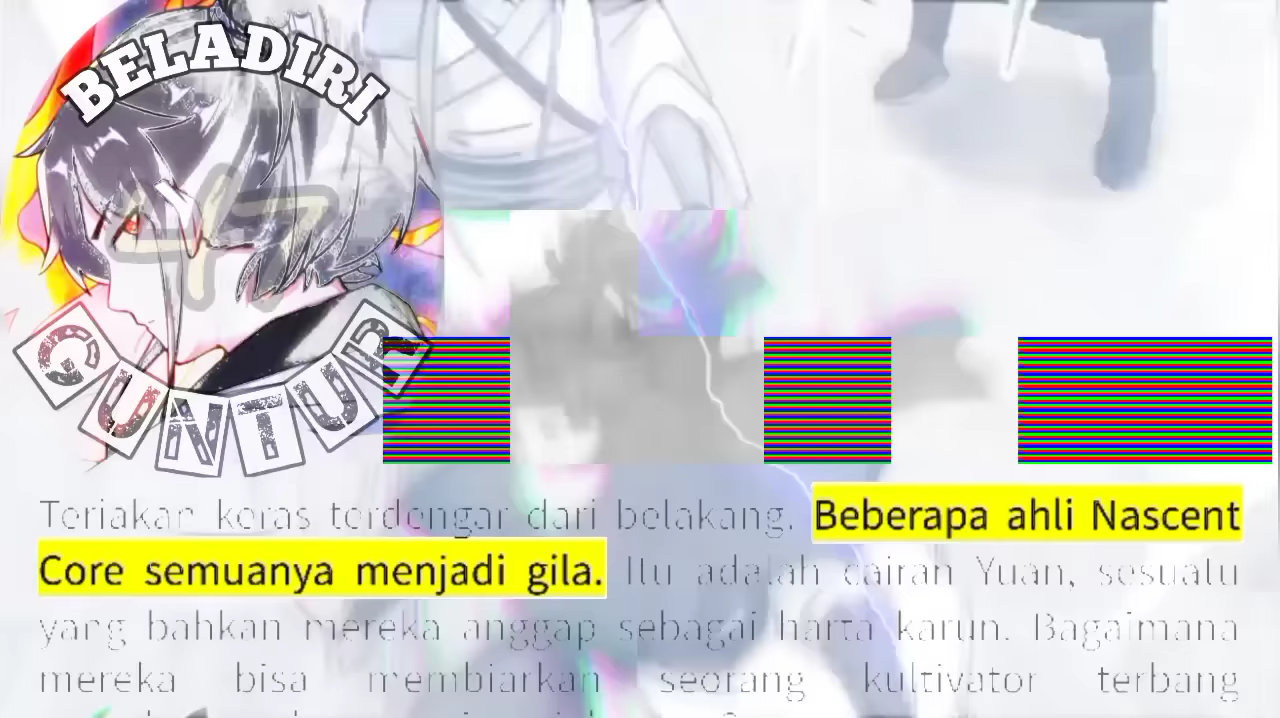 BELADIRI
GUNTUR
Teriakan keras terdengar dari belakang. Beberapa ahli Nascent
Core semuanya menjadi gila. Itu adalah cairan Yuan, sesuatu
yang bahkan mereka anggap sebagai harta karun. Bagaimana
mereka bisa membiarkan seorang kultivator terbang